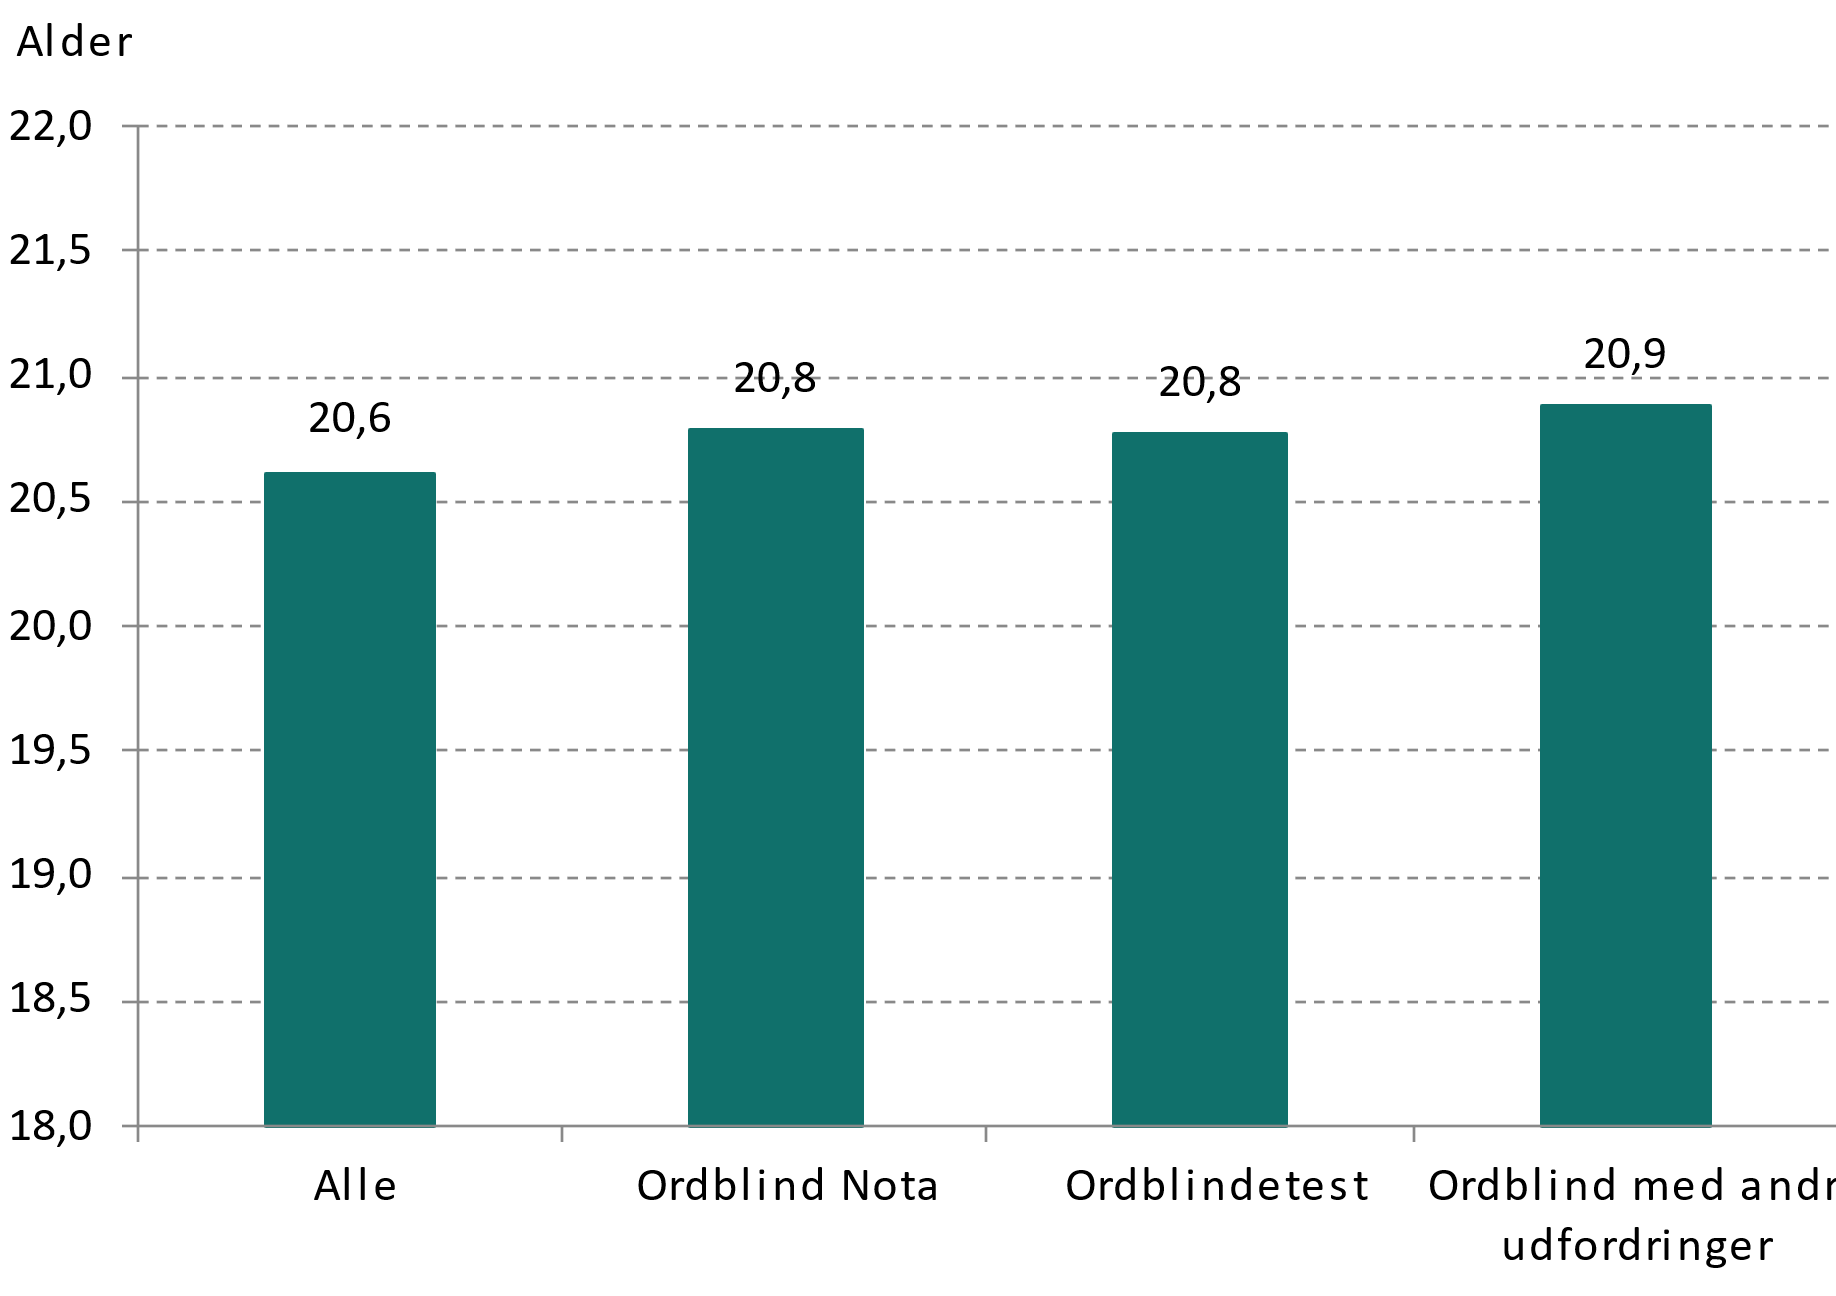 Alder
22,0
21,5
21,0
20,5
20,0
19,5
19,0
18,5
18,0
20,6
20,8
20,8
20,9
Alle
Ordblind Nota
Ordblindetest
Ordblind med andr
udfordringer